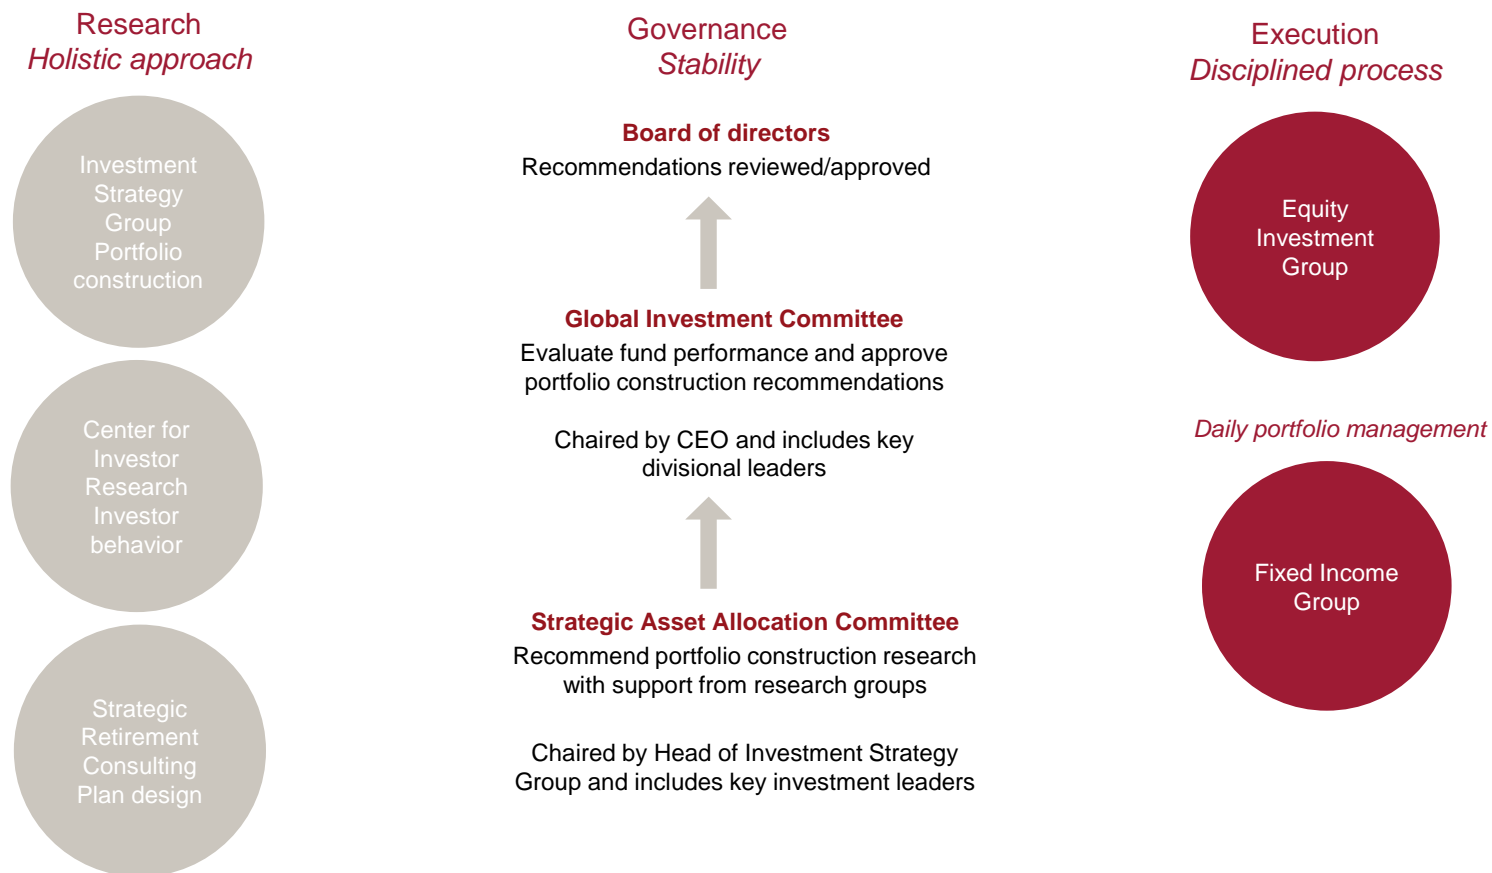 Research
Holistic approach
Investment
Strategy
Group
Portfolio
construction
Center for
Investor
Research
Investor
behavior
Strategic
Retirement
Consulting
Plan design
Governance
Stability
Board of directors
Recommendations reviewed/approved
Global Investment Committee
Evaluate fund performance and approve
portfolio construction recommendations
Chaired by CEO and includes key
divisional leaders
Strategic Asset Allocation Committee
Recommend portfolio construction research
with support from research groups
Chaired by Head of Investment Strategy
Group and includes key investment leaders
Execution
Disciplined process
Equity
Investment
Group
Daily portfolio management
Fixed Income
Group